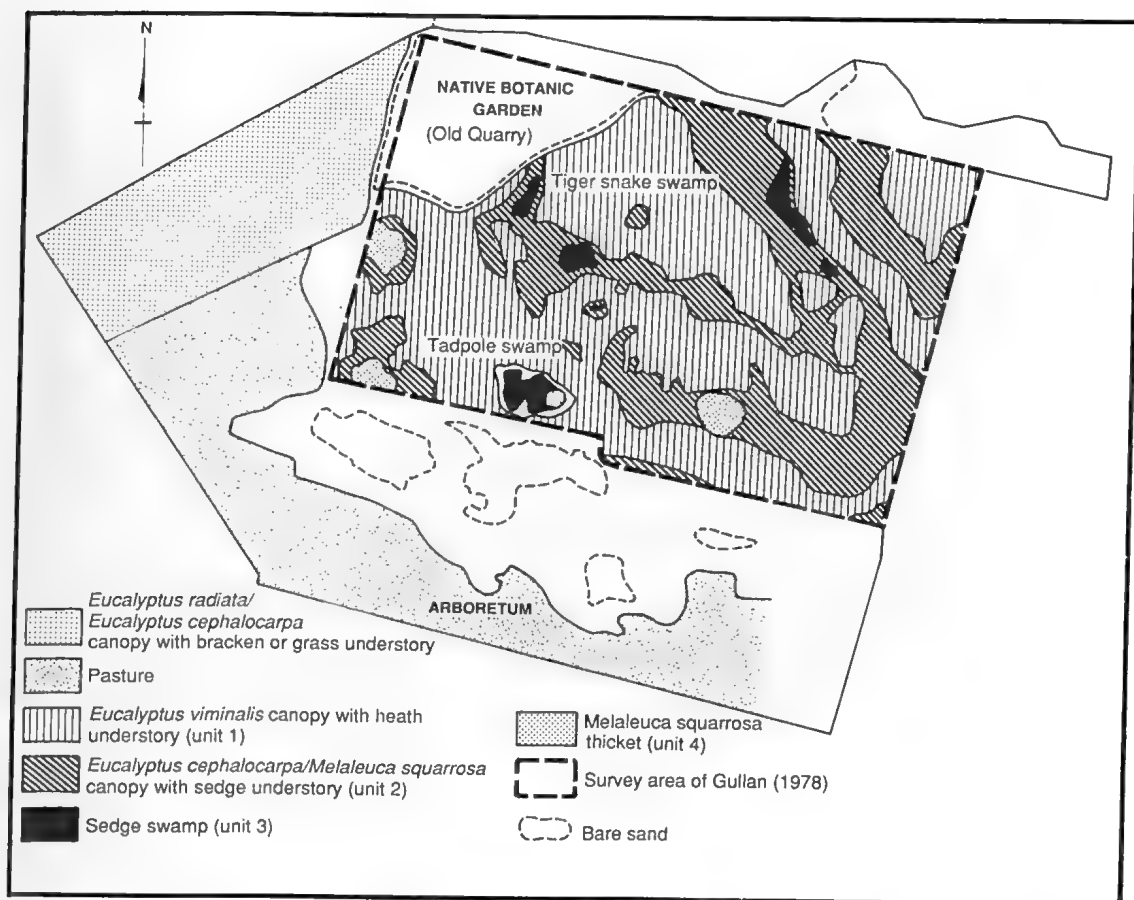 N
NATIVE BOTANIC
GARDEN
(Old Quarry)
Tiger snake swamp
Tadpole swamp
ARBORETUM
Eucalyptus radiata/
Eucalyptus cephalocarpa
canopy with bracken or grass understory
Pasture
Eucalyptus viminalis canopy with heath
understory (unit 1)
Eucalyptus cephalocarpa/Melaleuca squarrosa
canopy with sedge understory (unit 2)
Sedge swamp (unit 3)
Melaleuca squarrosa
thicket (unit 4)
Survey area of Gullan (1978)
Bare sand